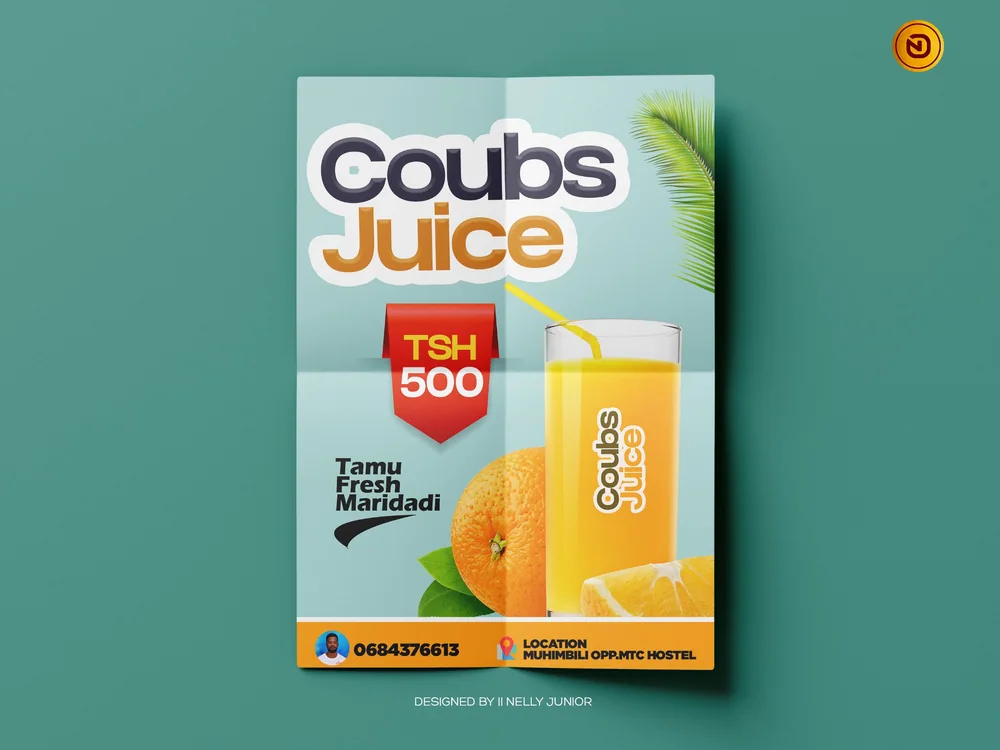 Coubs
Juice
TSH
500
Coubs
Juice
Tamu
Fresh
Maridadi
0684376613
LOCATION
MUHIMBILI OPP.MTC HOSTEL
DESIGNED BY II NELLY JUNIOR